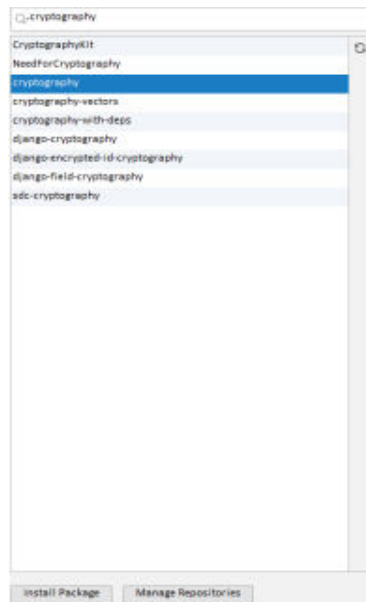 cryptography
CryptographyKit
NeedForCryptography
cryptography
cryptography-vectors
cryptography-with-deps
django-cryptography
django-encrypted-id-cryptography
django-field-cryptography
sdc-cryptography
Install Package Manage Repositories